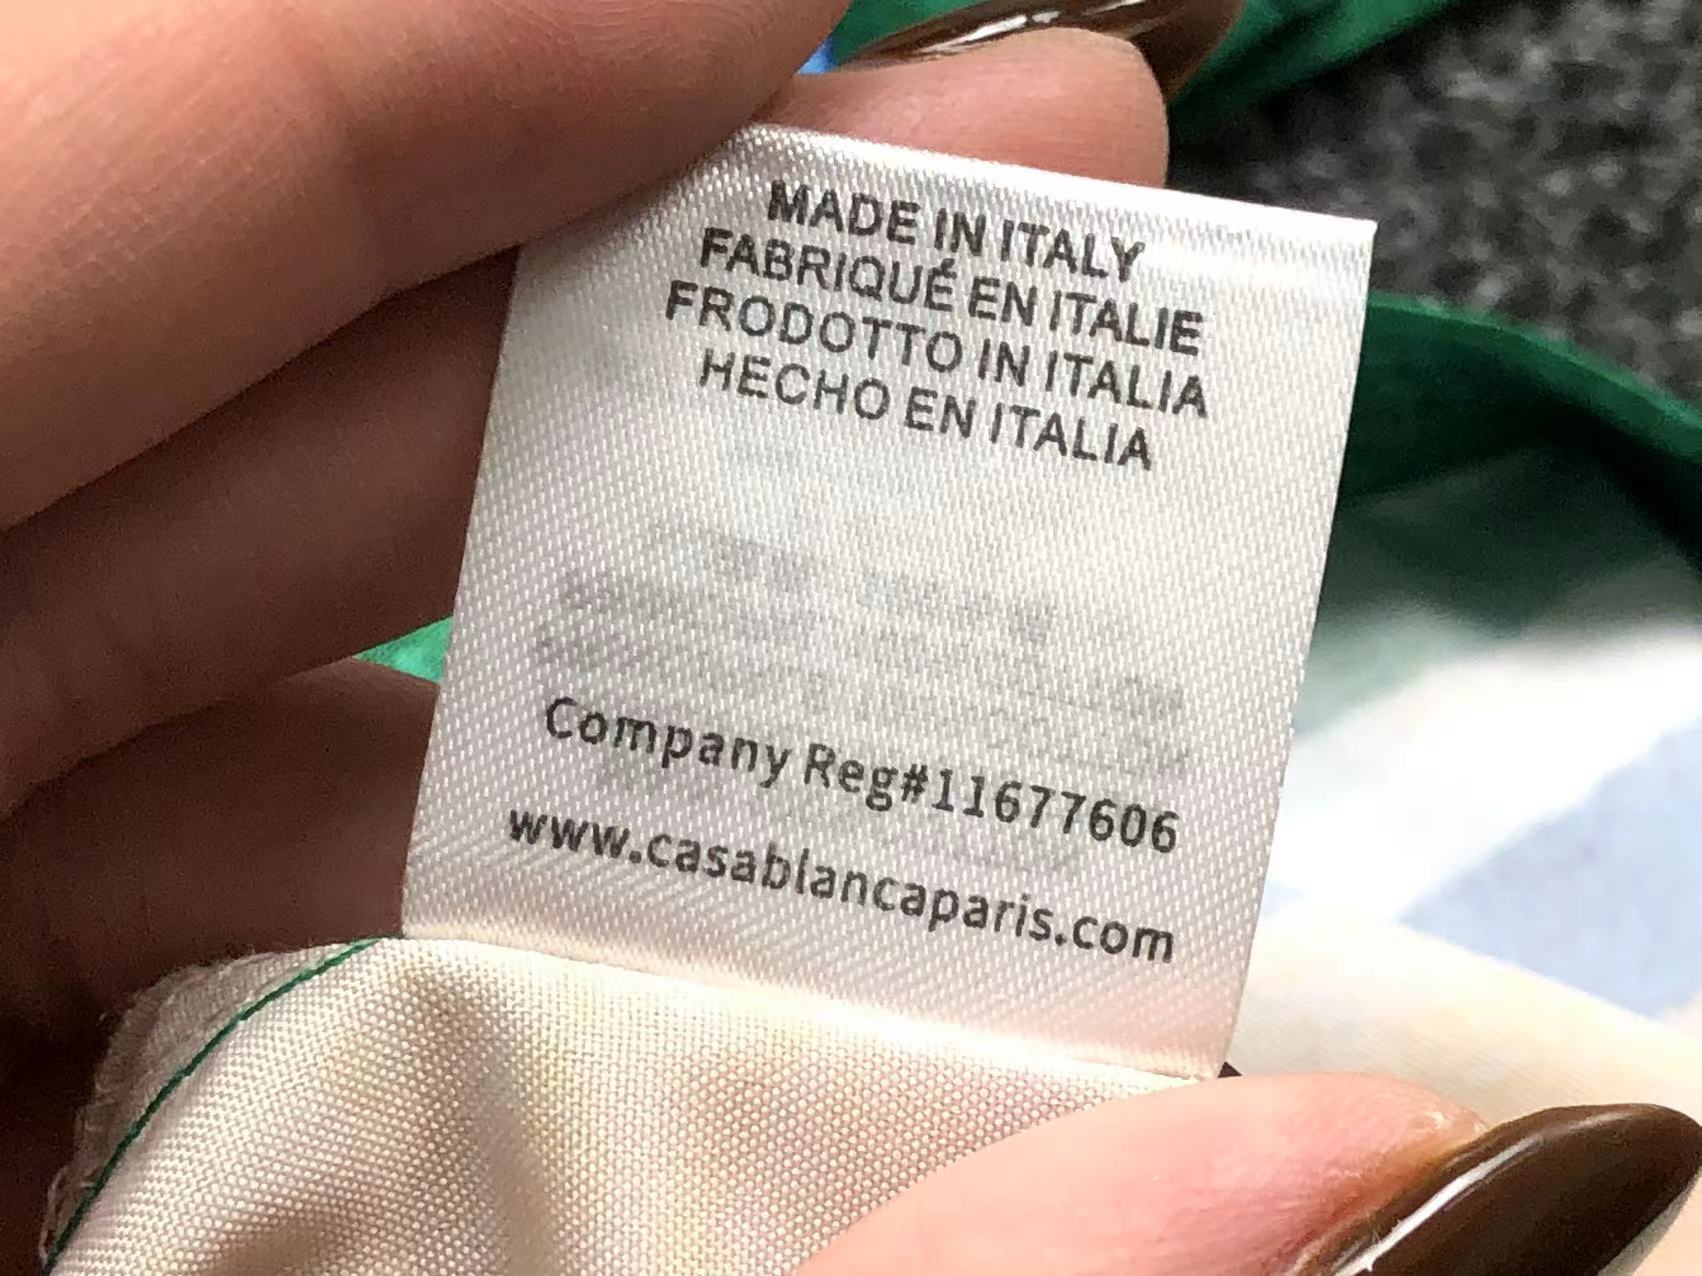 MADE IN ITALY
FABRIQUÉ EN ITALIE
FRODOTTO IN ITALIA
HECHO EN ITALIA
Company Reg#11677606
www.casablancaparis.com